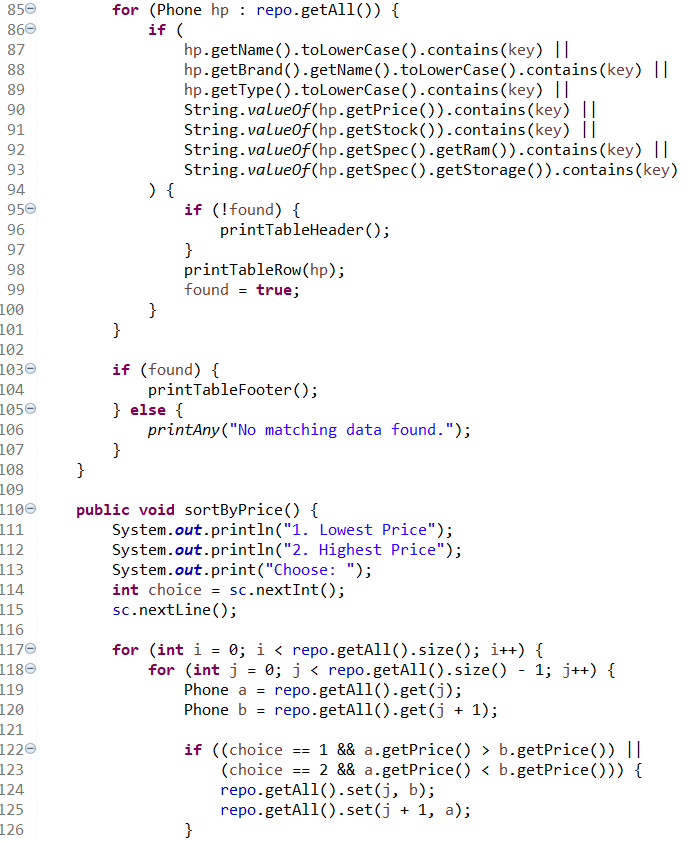 85 for (Phone hp : repo.getAll()) {
86 if (
87 hp.getName().toLowerCase().contains(key) ||
88 hp.getBrand().getName().toLowerCase().contains(key) ||
89 hp.getType().toLowerCase().contains(key) ||
90 String.valueOf(hp.getPrice()).contains(key) ||
91 String.valueOf(hp.getStock()).contains(key) ||
92 String.valueOf(hp.getSpec().getRam()).contains(key) ||
93 String.valueOf(hp.getSpec().getStorage()).contains(key)
94 ) {
95 if (!found) {
96 printTableHeader();
97 }
98 printTableRow(hp);
99 found = true;
100 }
101 }
102
103 if (found) {
104 printTableFooter();
105 } else {
106 printAny("No matching data found.");
107 }
108 }
109
110 public void sortByPrice() {
111 System.out.println("1. Lowest Price");
112 System.out.println("2. Highest Price");
113 System.out.print("Choose: ");
114 int choice = sc.nextInt();
115 sc.nextLine();
116
117 for (int i = 0; i < repo.getAll().size(); i++) {
118 for (int j = 0; j < repo.getAll().size() - 1; j++) {
119 Phone a = repo.getAll().get(j);
120 Phone b = repo.getAll().get(j + 1);
121
122 if ((choice == 1 && a.getPrice() > b.getPrice()) ||
123 (choice == 2 && a.getPrice() < b.getPrice())) {
124 repo.getAll().set(j, b);
125 repo.getAll().set(j + 1, a);
126 }